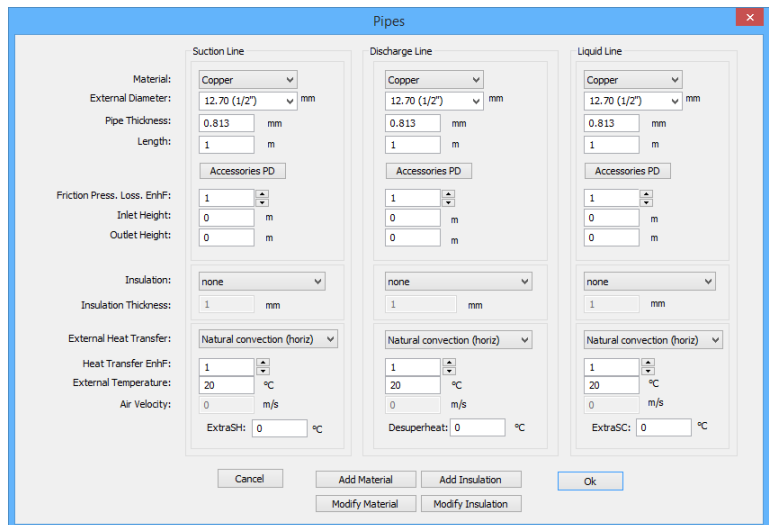 Pipes
Suction Line Discharge Line Liquid Line
Material: Copper Copper Copper
External Diameter: 12.70 (1/2") mm 12.70 (1/2") mm 12.70 (1/2") mm
Pipe Thickness: 0.813 mm 0.813 mm 0.813 mm
Length: 1 m 1 m 1 m
Accessories PD Accessories PD Accessories PD
Friction Press. Loss. EnhF: 1 1 1
Inlet Height: 0 m 0 m 0 m
Outlet Height: 0 m 0 m 0 m
Insulation: none none none
Insulation Thickness: 1 mm 1 mm 1 mm
External Heat Transfer: Natural convection (horiz) Natural convection (horiz) Natural convection (horiz)
Heat Transfer EnhF: 1 1 1
External Temperature: 20 ºC 20 ºC 20 ºC
Air Velocity: 0 m/s 0 m/s 0 m/s
ExtraSH: 0 ºC Desuperheat: 0 ºC ExtraSC: 0 ºC
Cancel Add Material Add Insulation Ok
Modify Material Modify Insulation